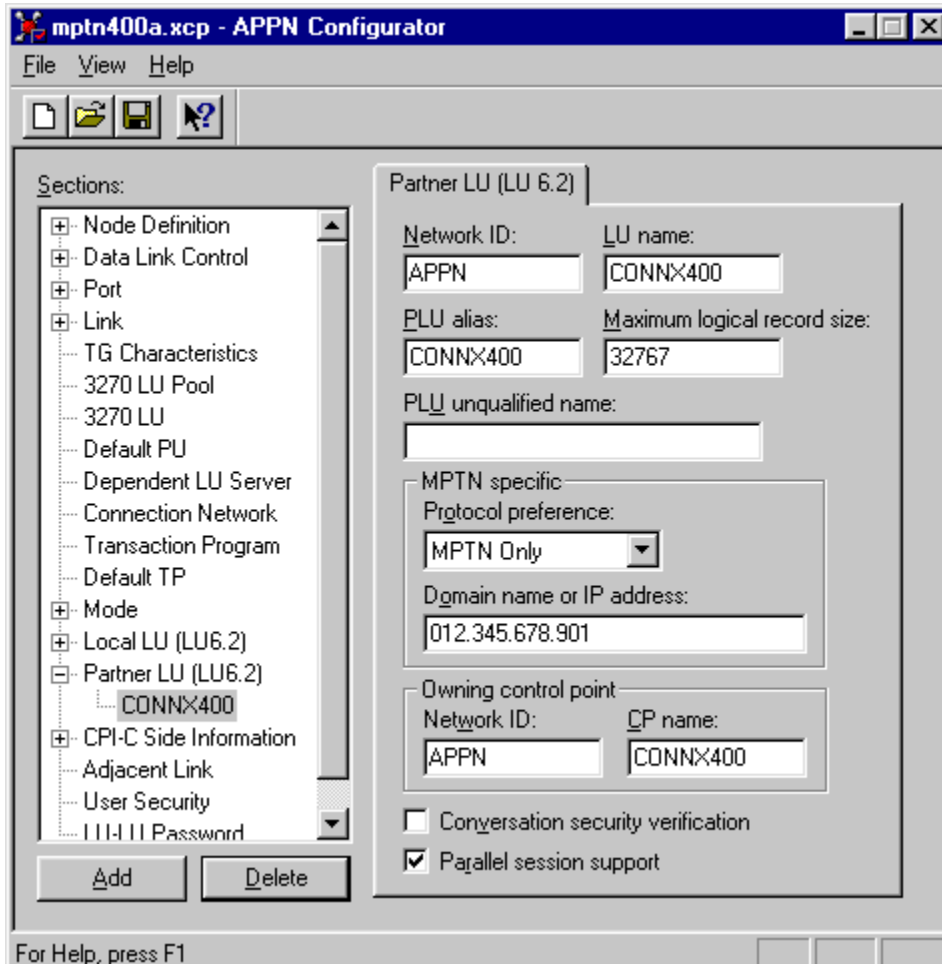 mptn400a.xcp - APPN Configurator
File View Help
Sections:
Node Definition
Data Link Control
Port
Link
TG Characteristics
3270 LU Pool
3270 LU
Default PU
Dependent LU Server
Connection Network
Transaction Program
Default TP
Mode
Local LU (LU6.2)
Partner LU (LU6.2)
CONNX400
CPI-C Side Information
Adjacent Link
User Security
LU-LU Password
Add Delete
Partner LU (LU 6.2)
Network ID: LU name:
APPN CONNX400
PLU alias: Maximum logical record size:
CONNX400 32767
PLU unqualified name:
MPTN specific
Protocol preference:
MPTN Only
Domain name or IP address:
012.345.678.901
Owning control point
Network ID: CP name:
APPN CONNX400
Conversation security verification
Parallel session support
For Help, press F1